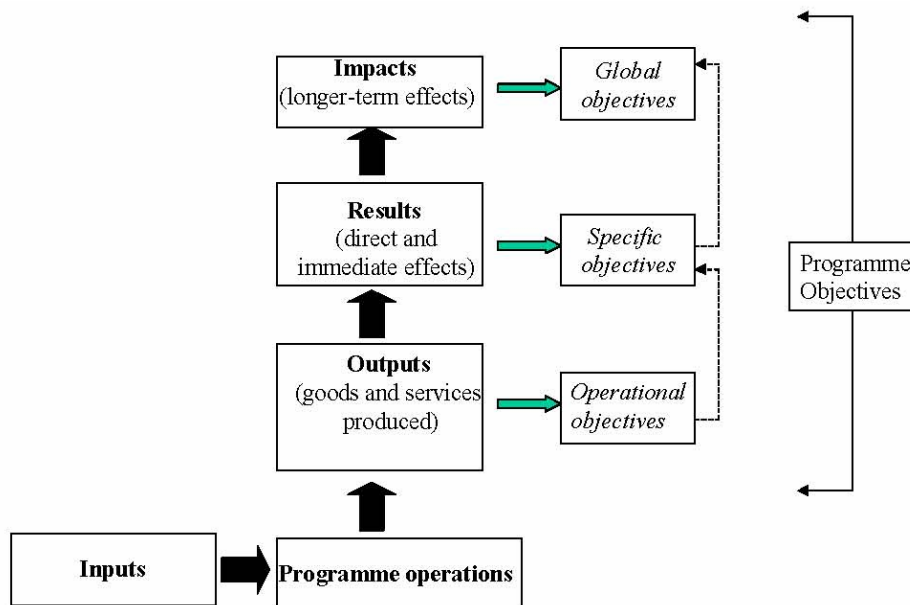 Impacts
(longer-term effects)
Global
objectives
Results
(direct and
immediate effects)
Specific
objectives
Programme
Objectives
Outputs
(goods and services
produced)
Operational
objectives
Inputs
Programme operations